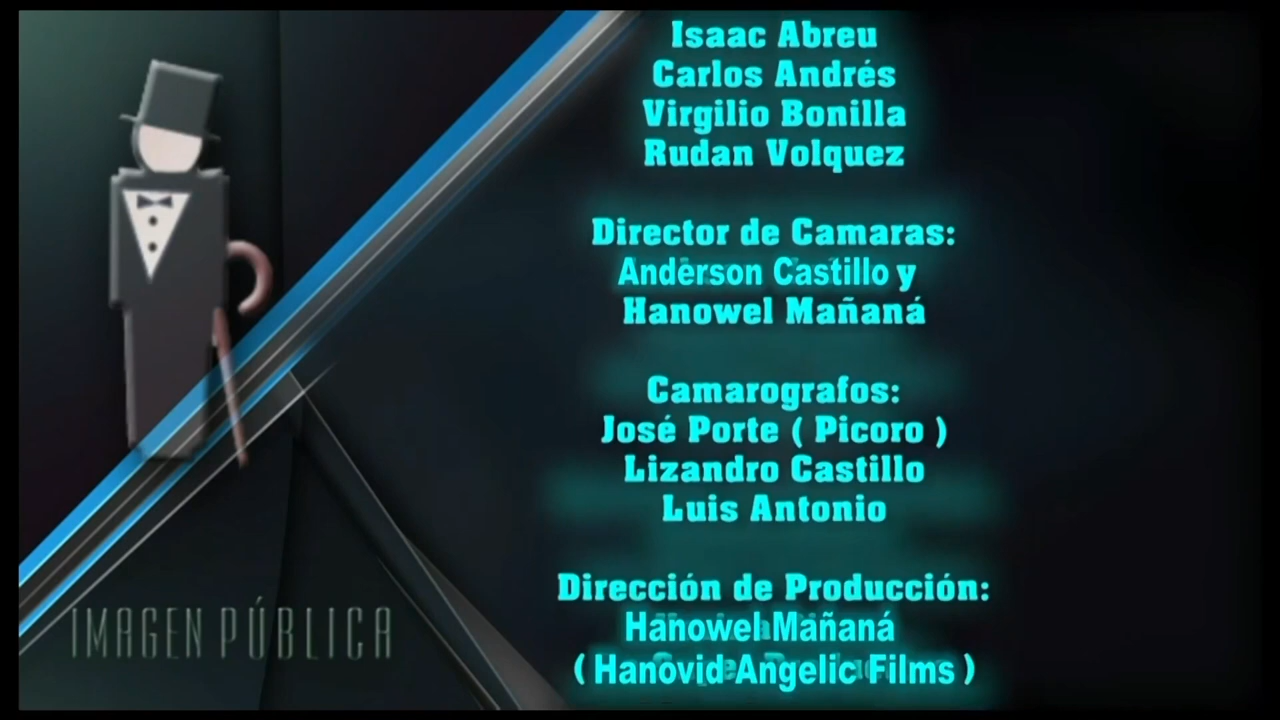 Isaac Abreu
Carlos Andrés
Virgilio Bonilla
Rudan Volquez
Director de Camaras:
Anderson Castillo y
Hanowel Mañaná
Camarografos:
José Porte ( Picoro )
Lizandro Castillo
Luis Antonio
Dirección de Producción:
Hanowel Mañaná
( Hanovid Angelic Films )
IMAGEN PÚBLICA